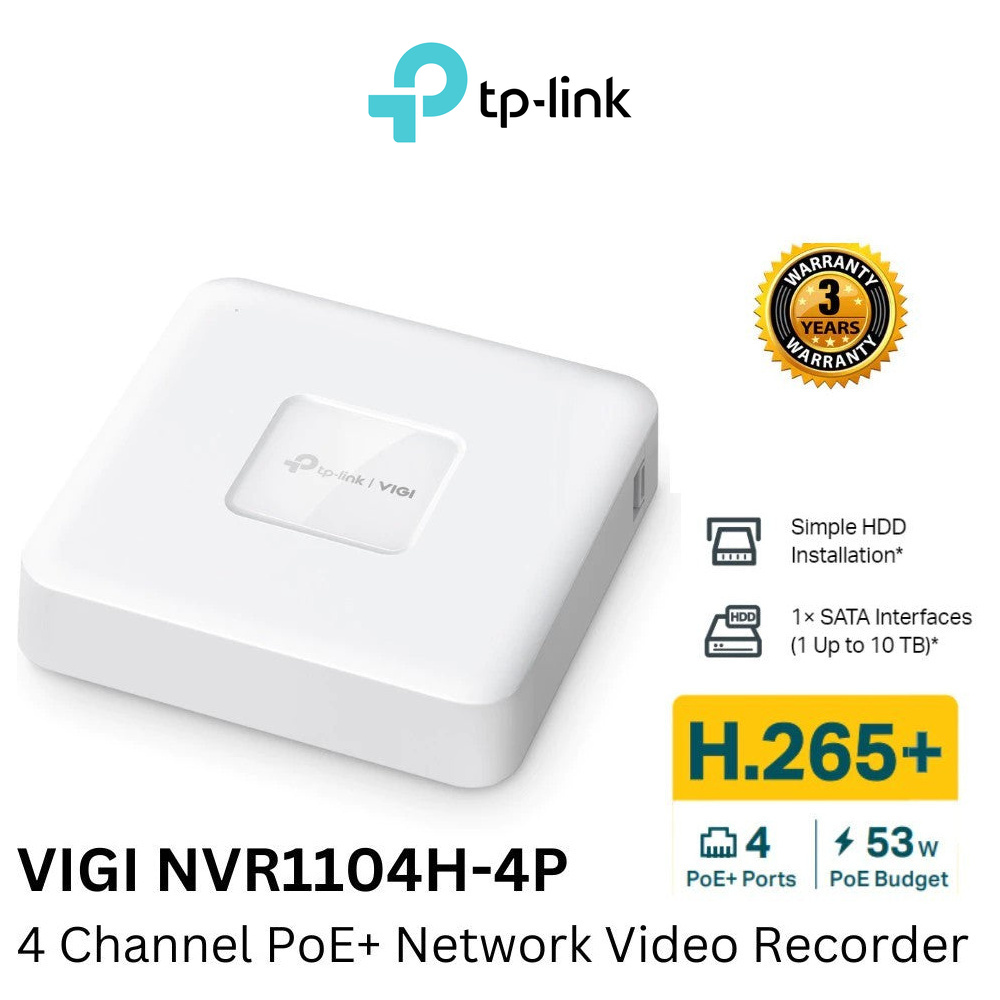 tp-link
WARRANTY
3
YEARS
WARRANTY
tp-link | VIGI
Simple HDD
Installation*
HDD
1× SATA Interfaces
(1 Up to 10 TB)*
H.265+
4
PoE+ Ports
53W
PoE Budget
VIGI NVR1104H-4P
4 Channel PoE+ Network Video Recorder